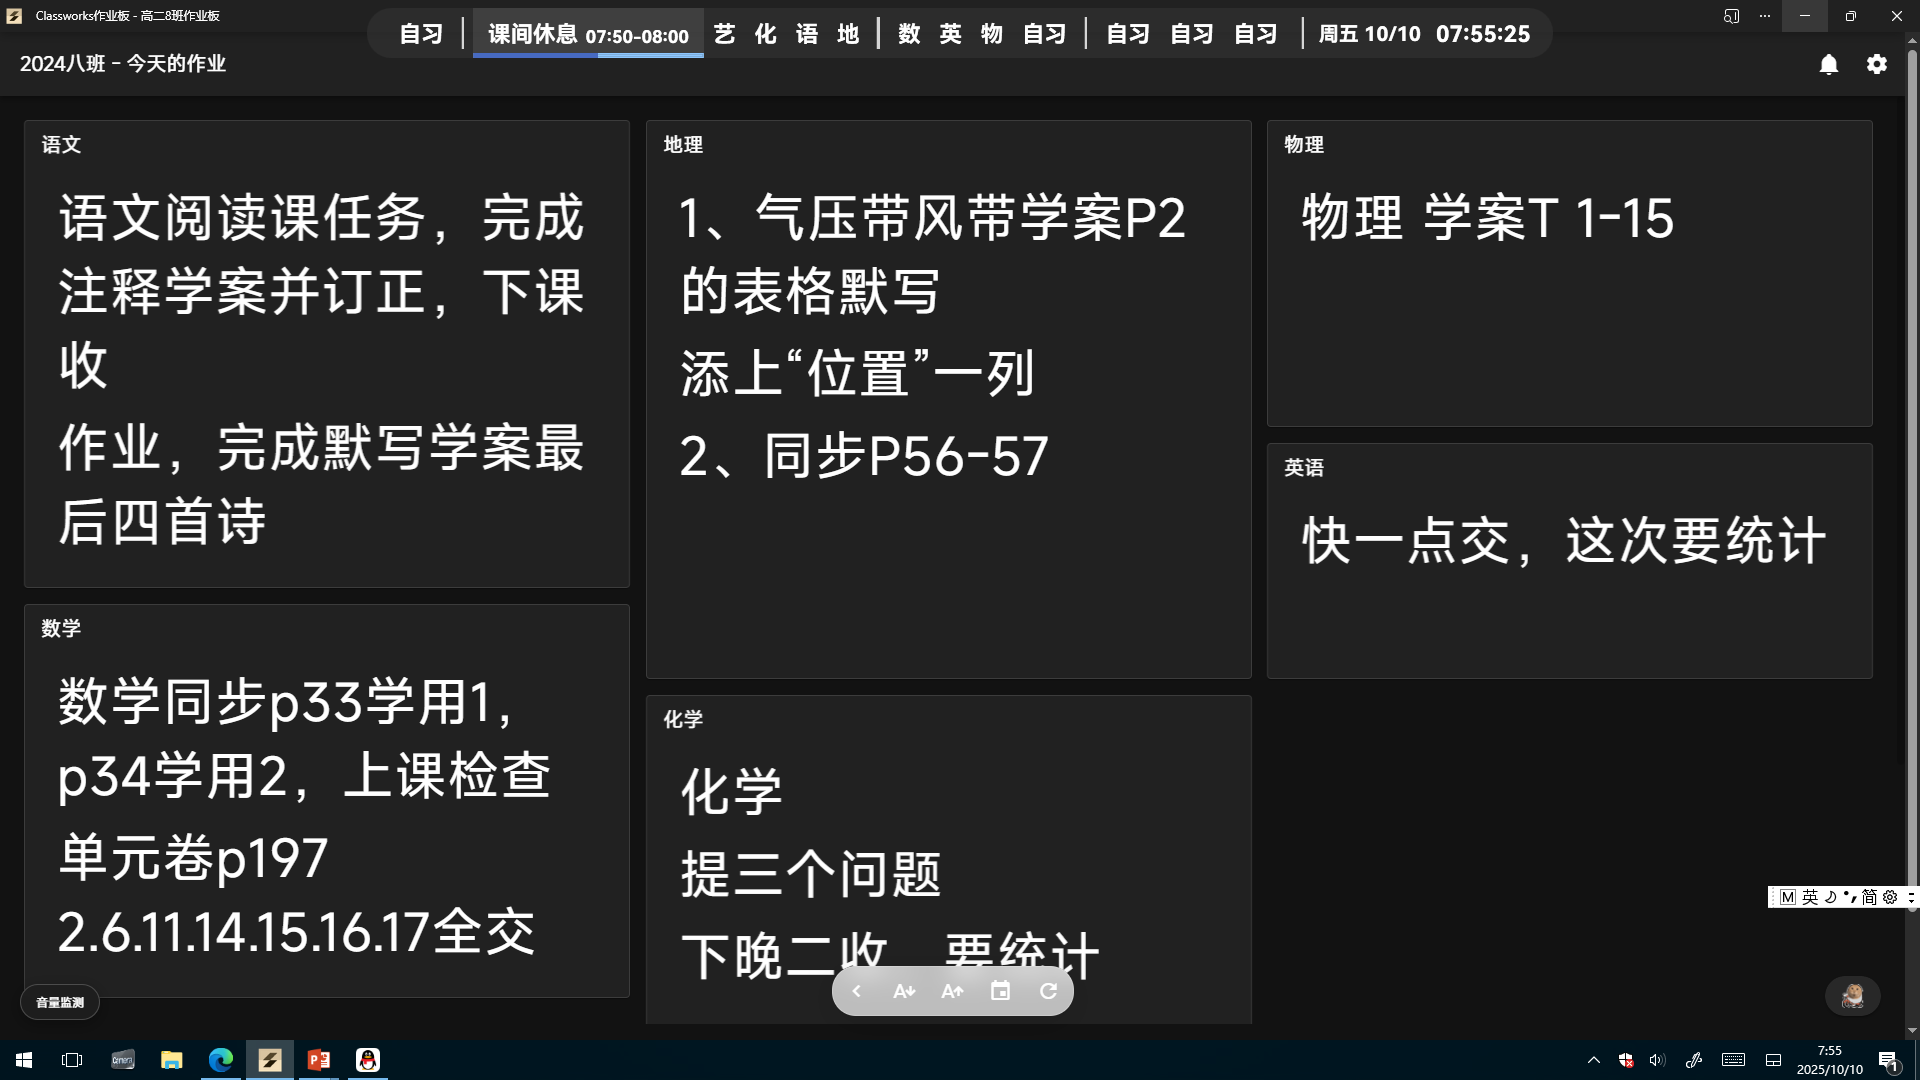 Classworks作业板 - 高二8班作业板
自习 课间休息 07:50-08:00 艺 化 语 地 数 英 物 自习 自习 自习 自习 周五 10/10 07:55:25
2024八班 - 今天的作业
语文
语文阅读课任务，完成
注释学案并订正，下课
收
作业，完成默写学案最
后四首诗
数学
数学同步p33学用1，
p34学用2，上课检查
单元卷p197
2.6.11.14.15.16.17全交
地理
1、气压带风带学案P2
的表格默写
添上“位置”一列
2、同步P56-57
化学
化学
提三个问题
下晚二收 要统计
物理
物理 学案T 1-15
英语
快一点交，这次要统计
M 英 简
音量监测
A A
Camera
7:55
2025/10/10
1